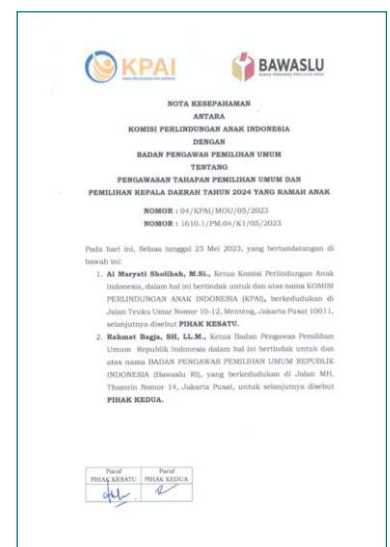 KPAI
BAWASLU
BADAN PENGAWAS PEMILIHAN UMUM
NOTA KESEPAHAMAN
ANTARA
KOMISI PERLINDUNGAN ANAK INDONESIA
DENGAN
BADAN PENGAWAS PEMILIHAN UMUM
TENTANG
PENGAWASAN TAHAPAN PEMILIHAN UMUM DAN
PEMILIHAN KEPALA DAERAH TAHUN 2024 YANG RAMAH ANAK
NOMOR : 04/KPAI/MOU/05/2023
NOMOR : 1610.1/PM.04/K1/05/2023
Pada hari ini, Selasa tanggal 23 Mei 2023, yang bertandatangan di
bawah ini:
1. Ai Maryati Sholihah, M.Si., Ketua Komisi Perlindungan Anak
Indonesia, dalam hal ini bertindak untuk dan atas nama KOMISI
PERLINDUNGAN ANAK INDONESIA (KPAI), berkedudukan di
Jalan Teuku Umar Nomor 10-12, Menteng, Jakarta Pusat 10011,
selanjutnya disebut PIHAK KESATU.
2. Rahmat Bagja, SH, LL.M., Ketua Badan Pengawas Pemilihan
Umum Republik Indonesia dalam hal ini bertindak untuk dan
atas nama BADAN PENGAWAS PEMILIHAN UMUM REPUBLIK
INDONESIA (Bawaslu RI), yang berkedudukan di Jalan MH.
Thamrin Nomor 14, Jakarta Pusat, untuk selanjutnya disebut
PIHAK KEDUA.
Paraf Paraf
PIHAK KESATU PIHAK KEDUA